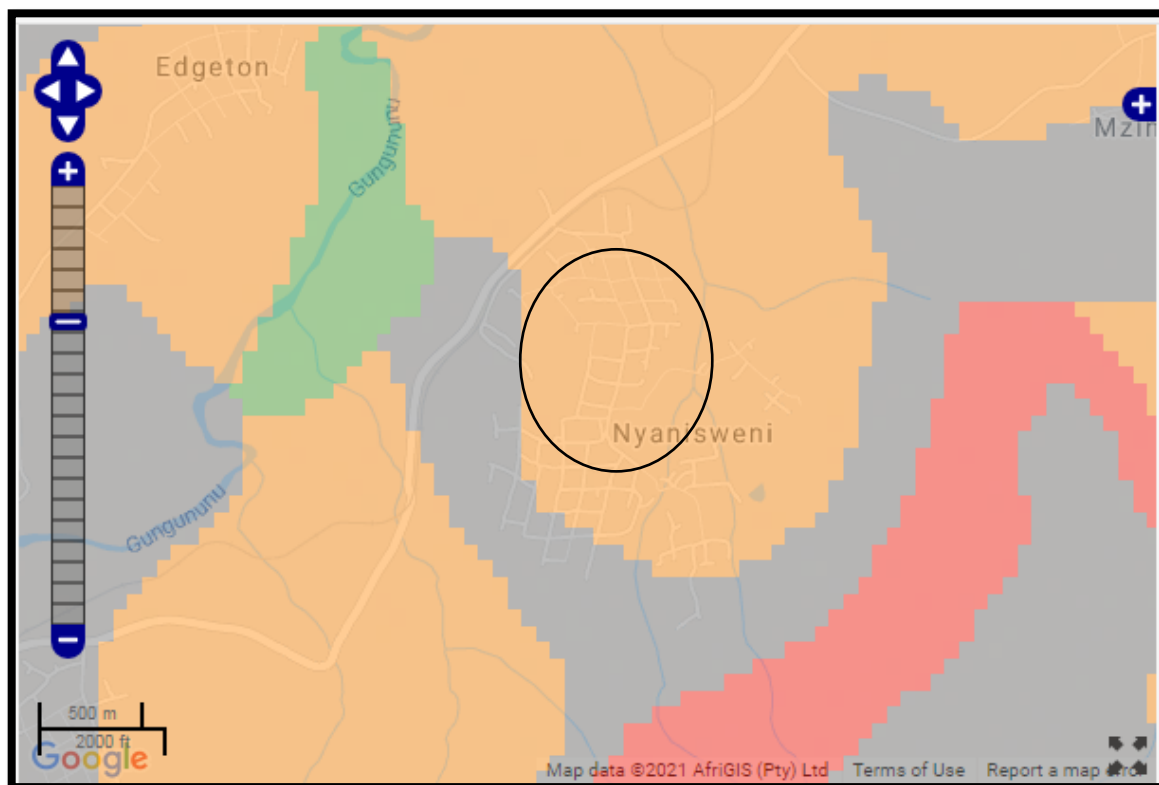 Edgeton
Gungununu
Mzin
Nyanisweni
Gungununu
500 m
2000 ft
Google
Map data ©2021 AfriGIS (Pty) Ltd
Terms of Use
Report a map error